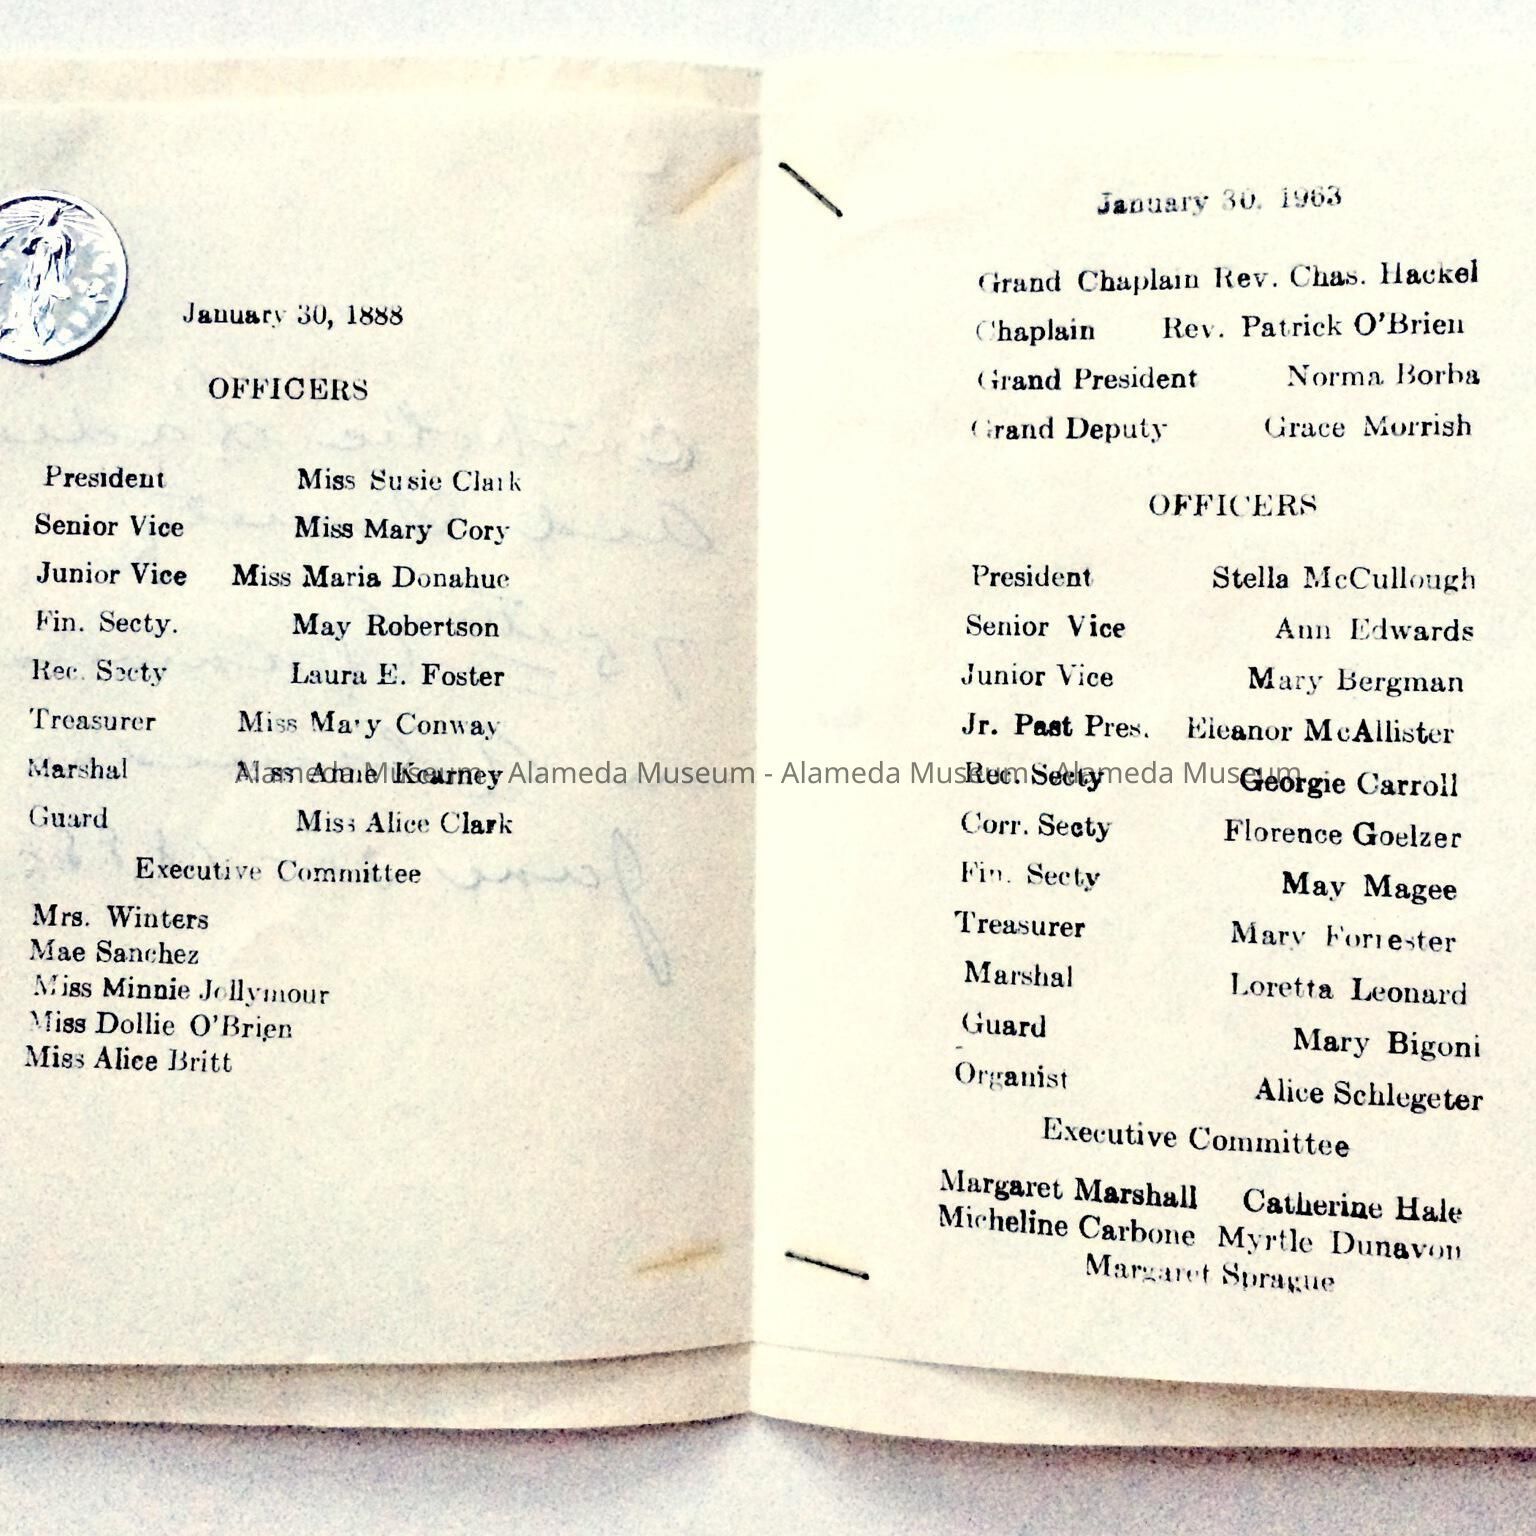 January 30, 1888
OFFICERS
President Miss Susie Clark
Senior Vice Miss Mary Cory
Junior Vice Miss Maria Donahue
Fin. Secty. May Robertson
Rec. Secty Laura E. Foster
Treasurer Miss Mary Conway
Marshal Miss Anne Kearney
Guard Miss Alice Clark
Executive Committee
Mrs. Winters
Mae Sanchez
Miss Minnie Jollymour
Miss Dollie O'Brien
Miss Alice Britt
January 30, 1963
Grand Chaplain Rev. Chas. Hackel
Chaplain Rev. Patrick O'Brien
Grand President Norma Borba
Grand Deputy Grace Morrish
OFFICERS
President Stella McCullough
Senior Vice Ann Edwards
Junior Vice Mary Bergman
Jr. Past Pres. Eleanor McAllister
Rec. Secty Georgie Carroll
Corr. Secty Florence Goelzer
Fin. Secty May Magee
Treasurer Mary Forrester
Marshal Loretta Leonard
Guard Mary Bigoni
Organist Alice Schlegeter
Executive Committee
Margaret Marshall Catherine Hale
Micheline Carbone Myrtle Dunavon
Margaret Sprague
Alameda Museum - Alameda Museum - Alameda Museum - Alameda Museum